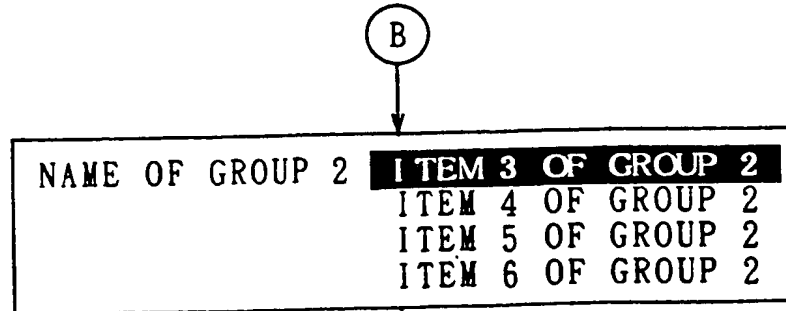 B
NAME OF GROUP 2 ITEM 3 OF GROUP 2
ITEM 4 OF GROUP 2
ITEM 5 OF GROUP 2
ITEM 6 OF GROUP 2